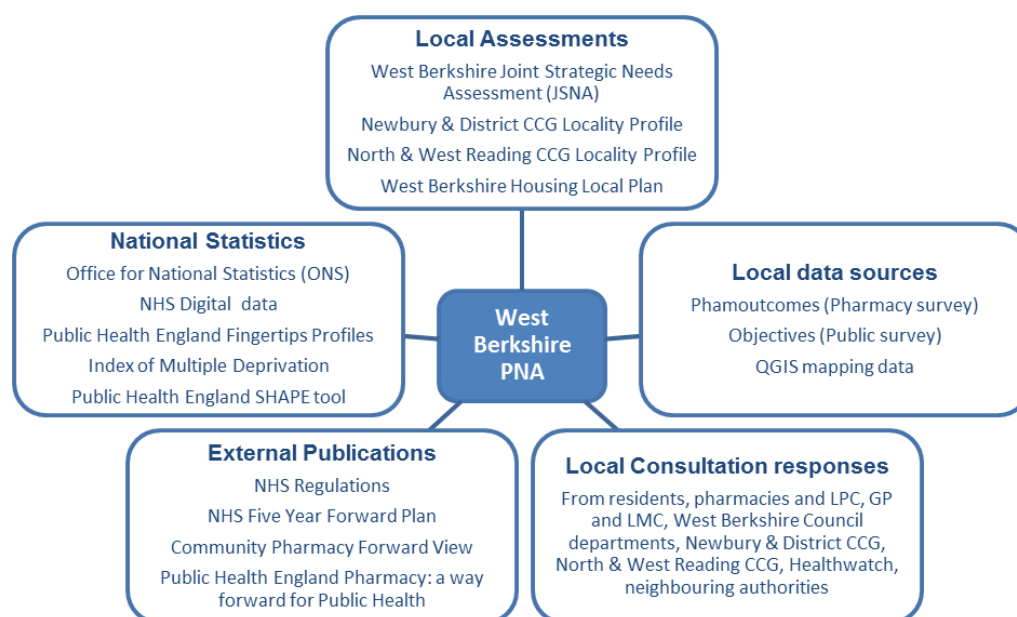 Local Assessments
West Berkshire Joint Strategic Needs
Assessment (JSNA)
Newbury & District CCG Locality Profile
North & West Reading CCG Locality Profile
West Berkshire Housing Local Plan
National Statistics
Office for National Statistics (ONS)
NHS Digital data
Public Health England Fingertips Profiles
Index of Multiple Deprivation
Public Health England SHAPE tool
West
Berkshire
PNA
Local data sources
Phamoutcomes (Pharmacy survey)
Objectives (Public survey)
QGIS mapping data
External Publications
NHS Regulations
NHS Five Year Forward Plan
Community Pharmacy Forward View
Public Health England Pharmacy: a way
forward for Public Health
Local Consultation responses
From residents, pharmacies and LPC, GP
and LMC, West Berkshire Council
departments, Newbury & District CCG,
North & West Reading CCG, Healthwatch,
neighbouring authorities